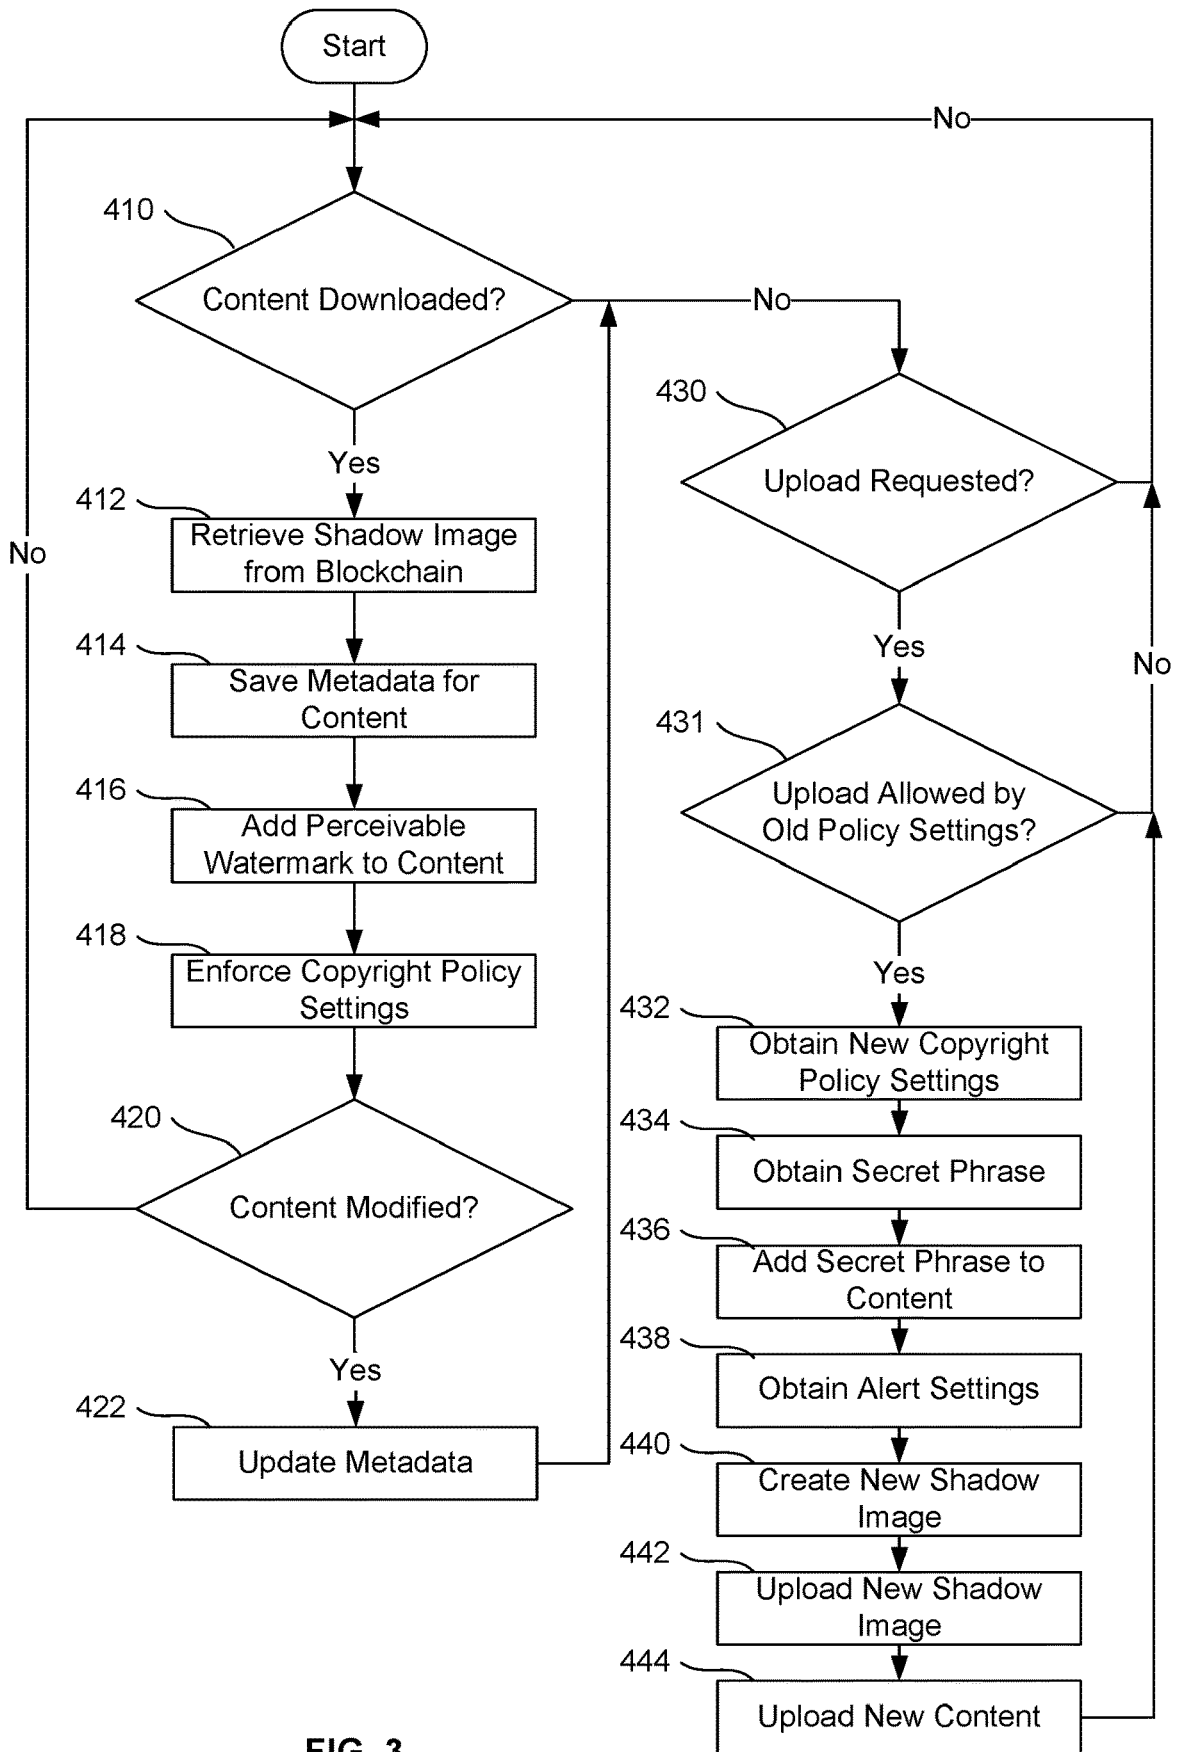 Start
No
410
Content Downloaded?
No
430
Upload Requested?
Yes
412
Retrieve Shadow Image
from Blockchain
No
414
Save Metadata for
Content
Yes
No
431
Upload Allowed by
Old Policy Settings?
416
Add Perceivable
Watermark to Content
418
Enforce Copyright Policy
Settings
Yes
432
Obtain New Copyright
Policy Settings
420
Content Modified?
434
Obtain Secret Phrase
436
Add Secret Phrase to
Content
438
Obtain Alert Settings
Yes
422
Update Metadata
440
Create New Shadow
Image
442
Upload New Shadow
Image
444
Upload New Content
FIG. 3